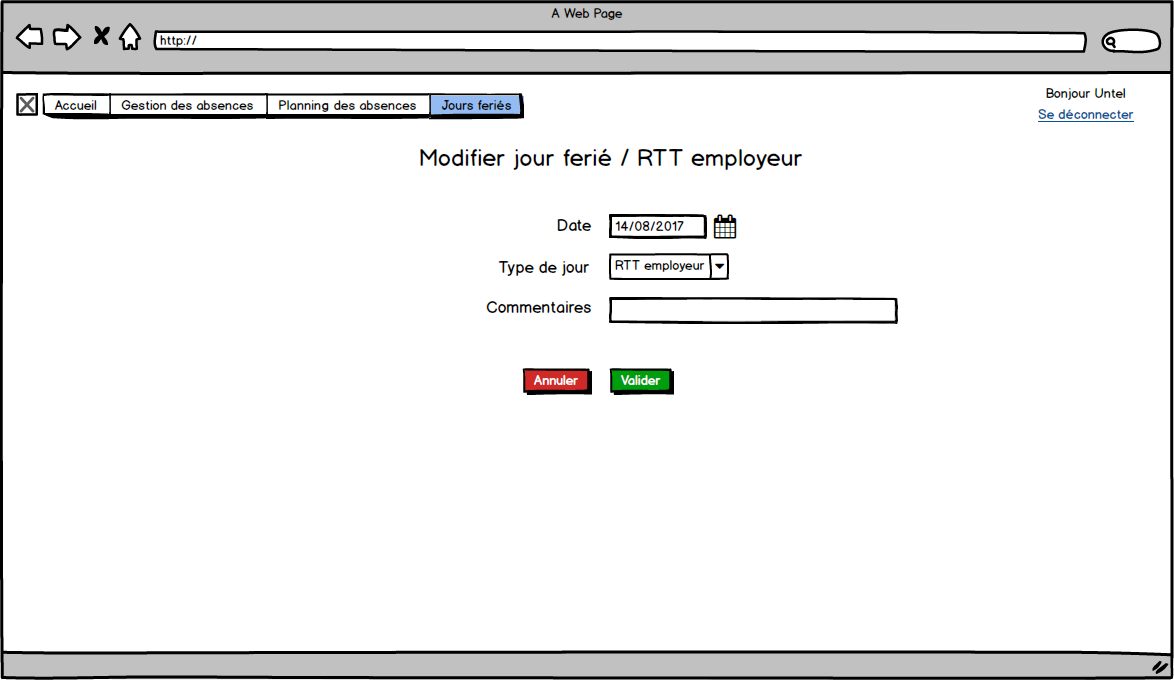 A Web Page
http://
Accueil Gestion des absences Planning des absences Jours feriés
Bonjour Untel
Se déconnecter
Modifier jour ferié / RTT employeur
Date 14/08/2017
Type de jour RTT employeur
Commentaires
Annuler Valider